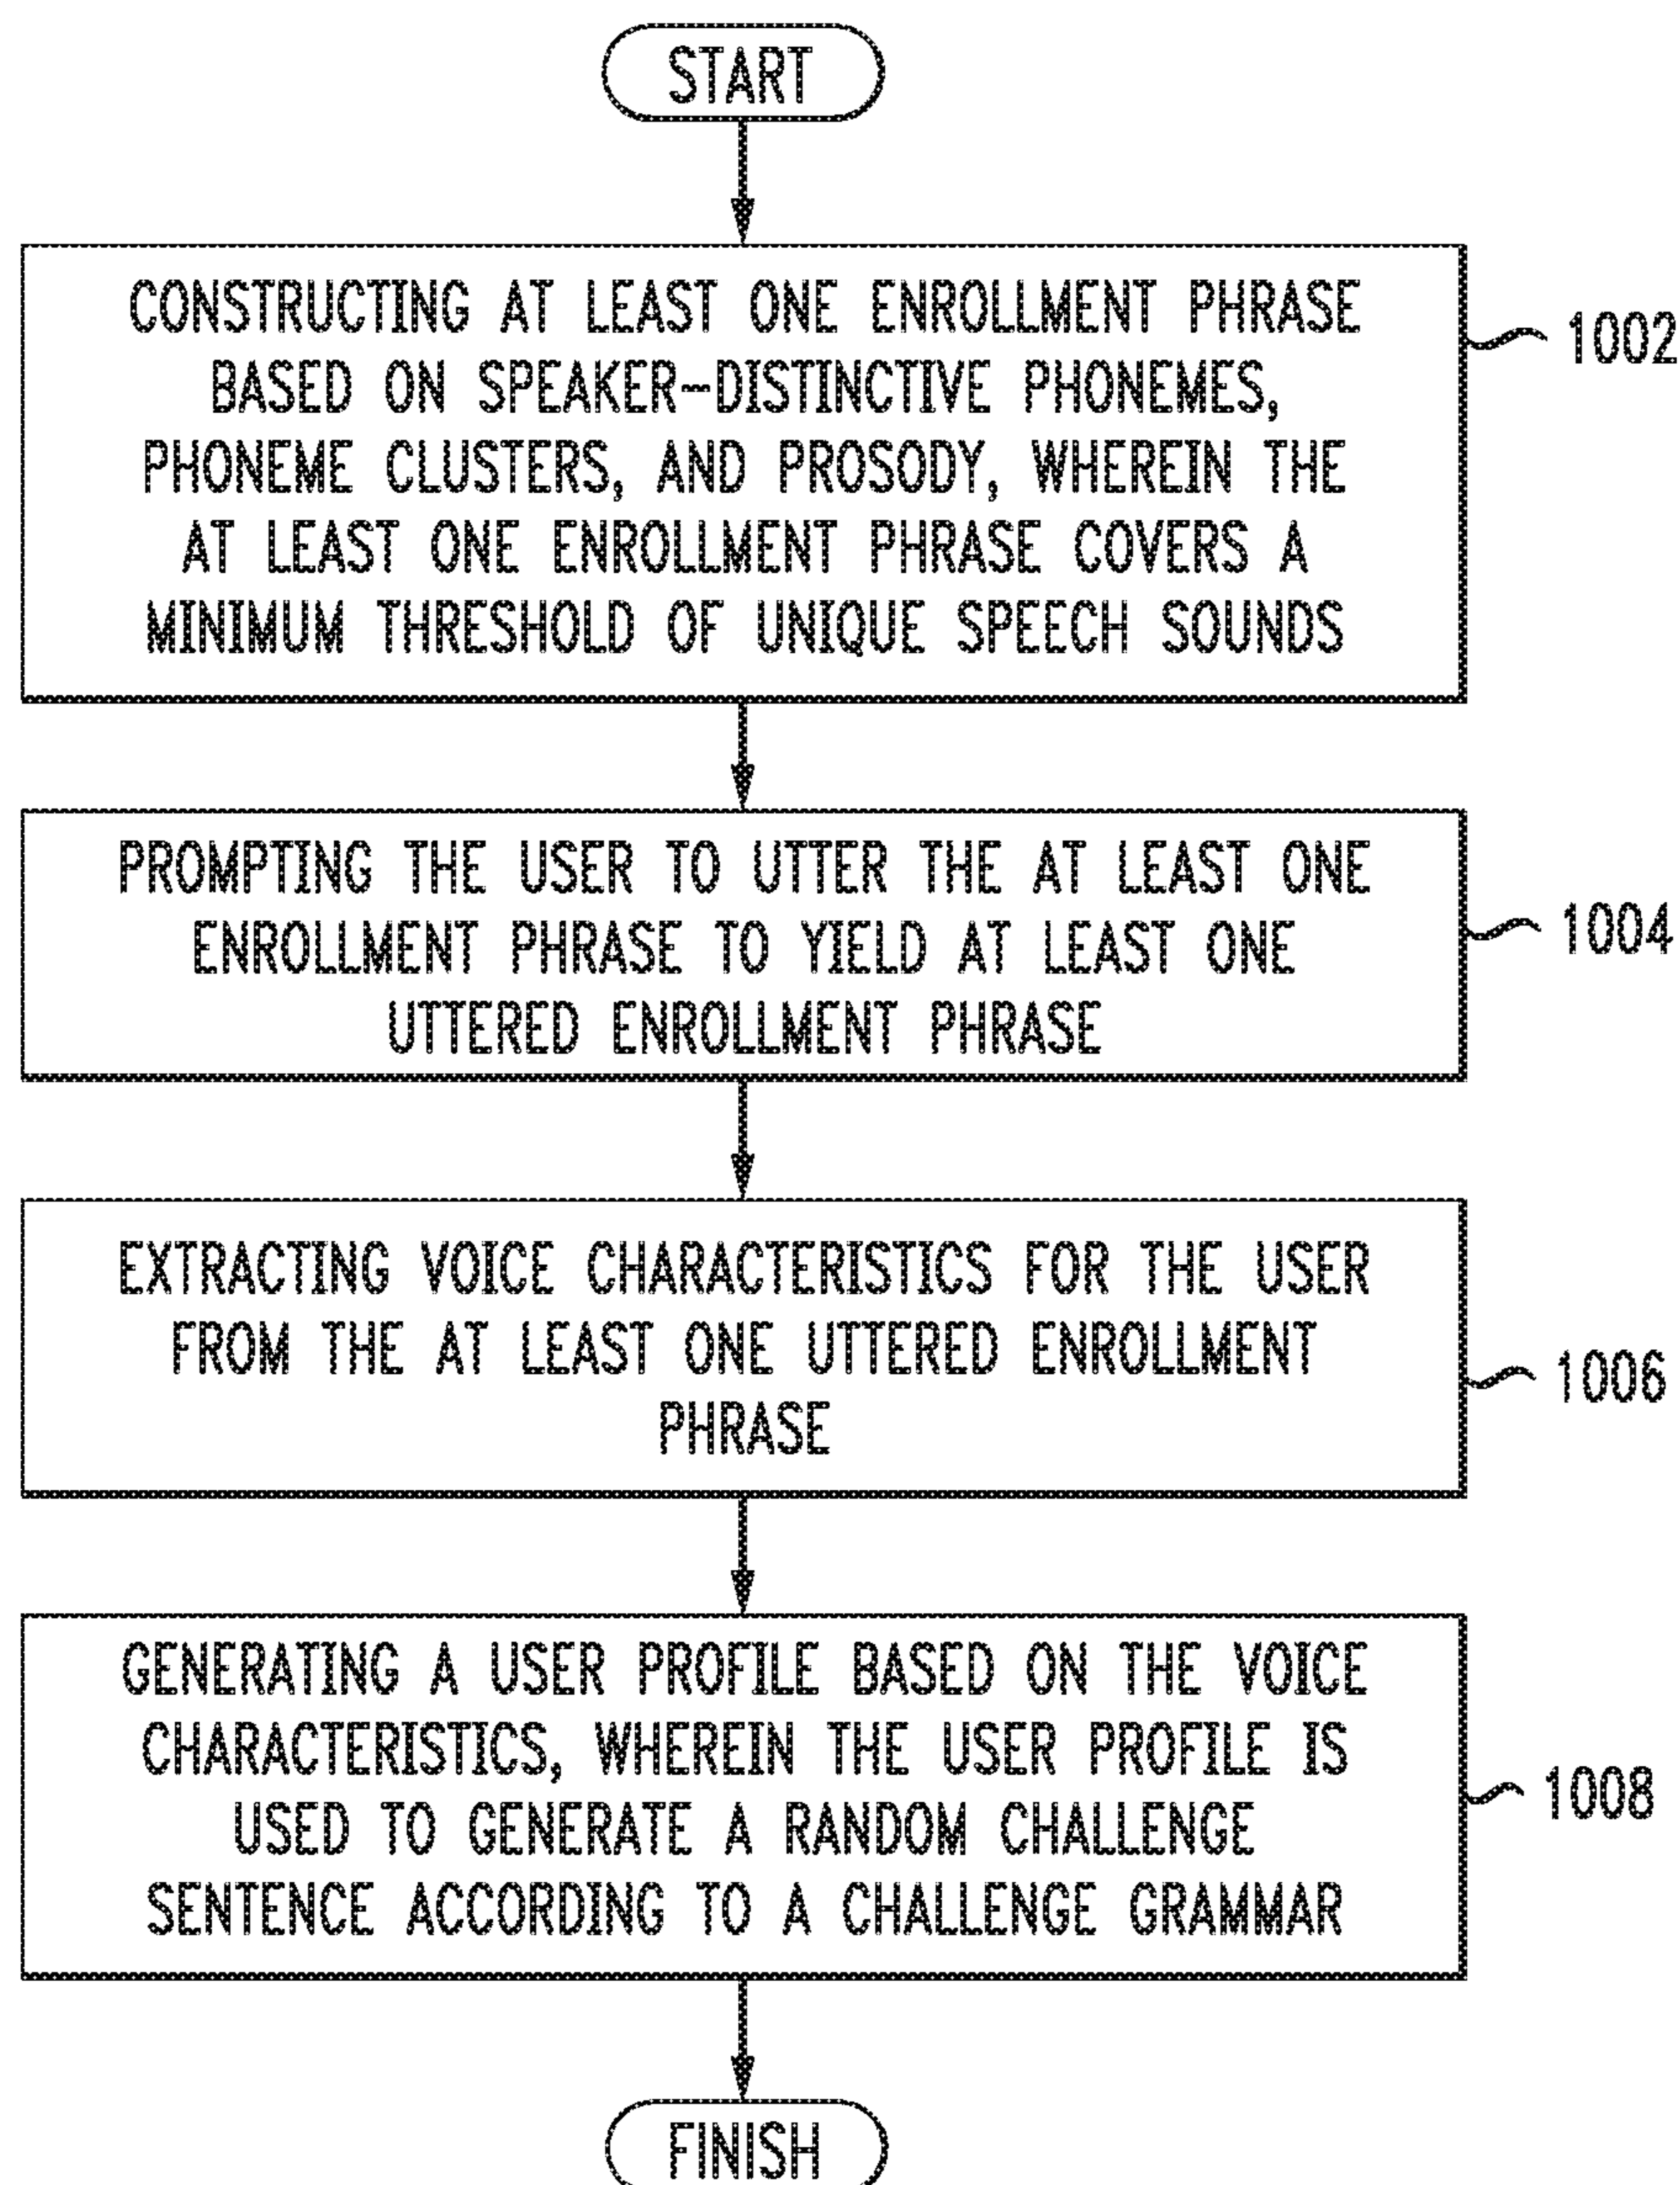 START
CONSTRUCTING AT LEAST ONE ENROLLMENT PHRASE
BASED ON SPEAKER-DISTINCTIVE PHONEMES,
PHONEME CLUSTERS, AND PROSODY, WHEREIN THE
AT LEAST ONE ENROLLMENT PHRASE COVERS A
MINIMUM THRESHOLD OF UNIQUE SPEECH SOUNDS
1002
PROMPTING THE USER TO UTTER THE AT LEAST ONE
ENROLLMENT PHRASE TO YIELD AT LEAST ONE
UTTERED ENROLLMENT PHRASE
1004
EXTRACTING VOICE CHARACTERISTICS FOR THE USER
FROM THE AT LEAST ONE UTTERED ENROLLMENT
PHRASE
1006
GENERATING A USER PROFILE BASED ON THE VOICE
CHARACTERISTICS, WHEREIN THE USER PROFILE IS
USED TO GENERATE A RANDOM CHALLENGE
SENTENCE ACCORDING TO A CHALLENGE GRAMMAR
1008
FINISH